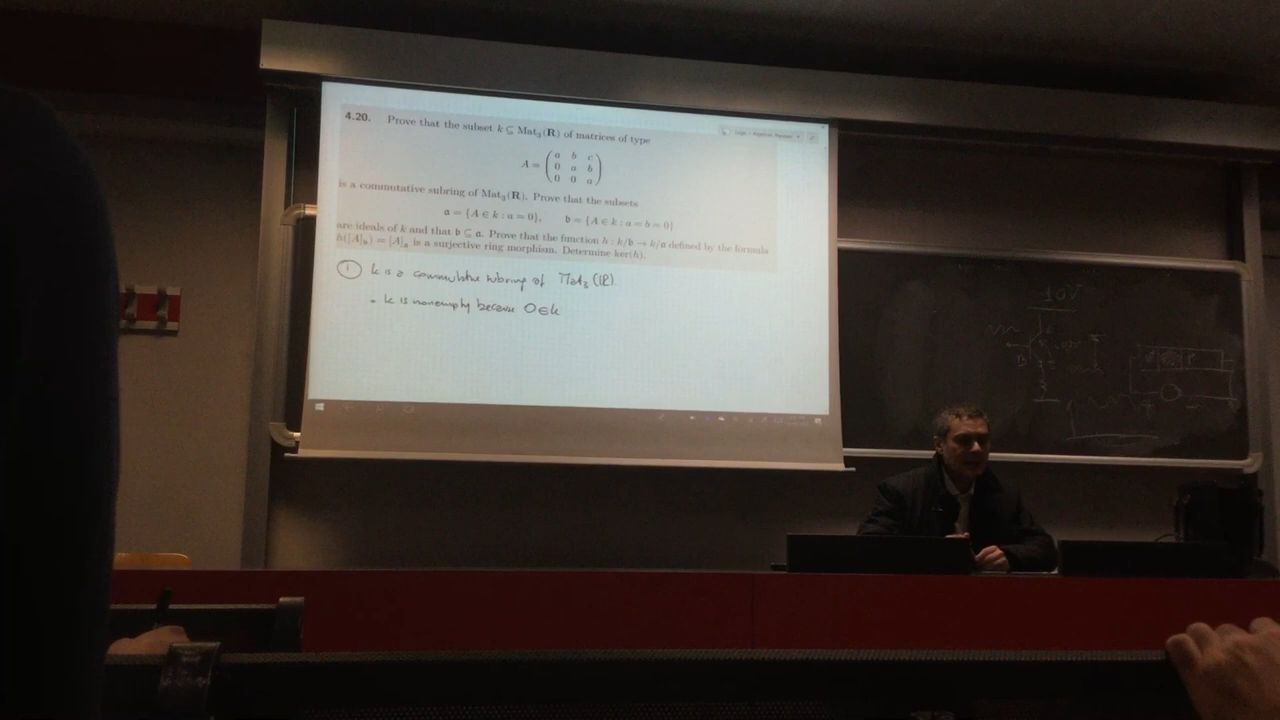 4.20. Prove that the subset k ⊆ Mat₃(R) of matrices of type
A = ( a b c
0 a b
0 0 a )
is a commutative subring of Mat₃(R). Prove that the subsets
𝔞 = {A ∈ k : a = 0}, 𝔟 = {A ∈ k : a = b = 0}
are ideals of k and that 𝔟 ⊆ 𝔞. Prove that the function h : k/𝔟 → k/𝔞 defined by the formula
h([A]_𝔟) = [A]_𝔞 is a surjective ring morphism. Determine ker(h).
1 k is a commutative subring of Mat₃(R).
• k is nonempty because 0 ∈ k